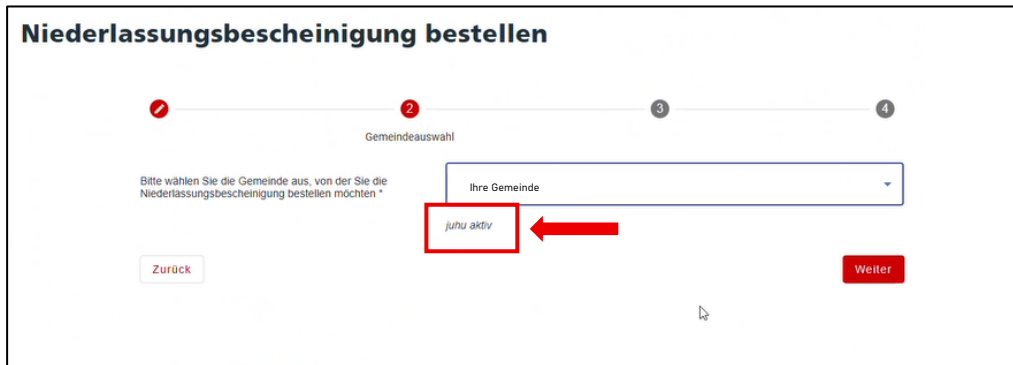 Niederlassungsbescheinigung bestellen
2
3
4
Gemeindeauswahl
Bitte wählen Sie die Gemeinde aus, von der Sie die
Niederlassungsbescheinigung bestellen möchten *
Ihre Gemeinde
juhu aktiv
Zurück
Weiter